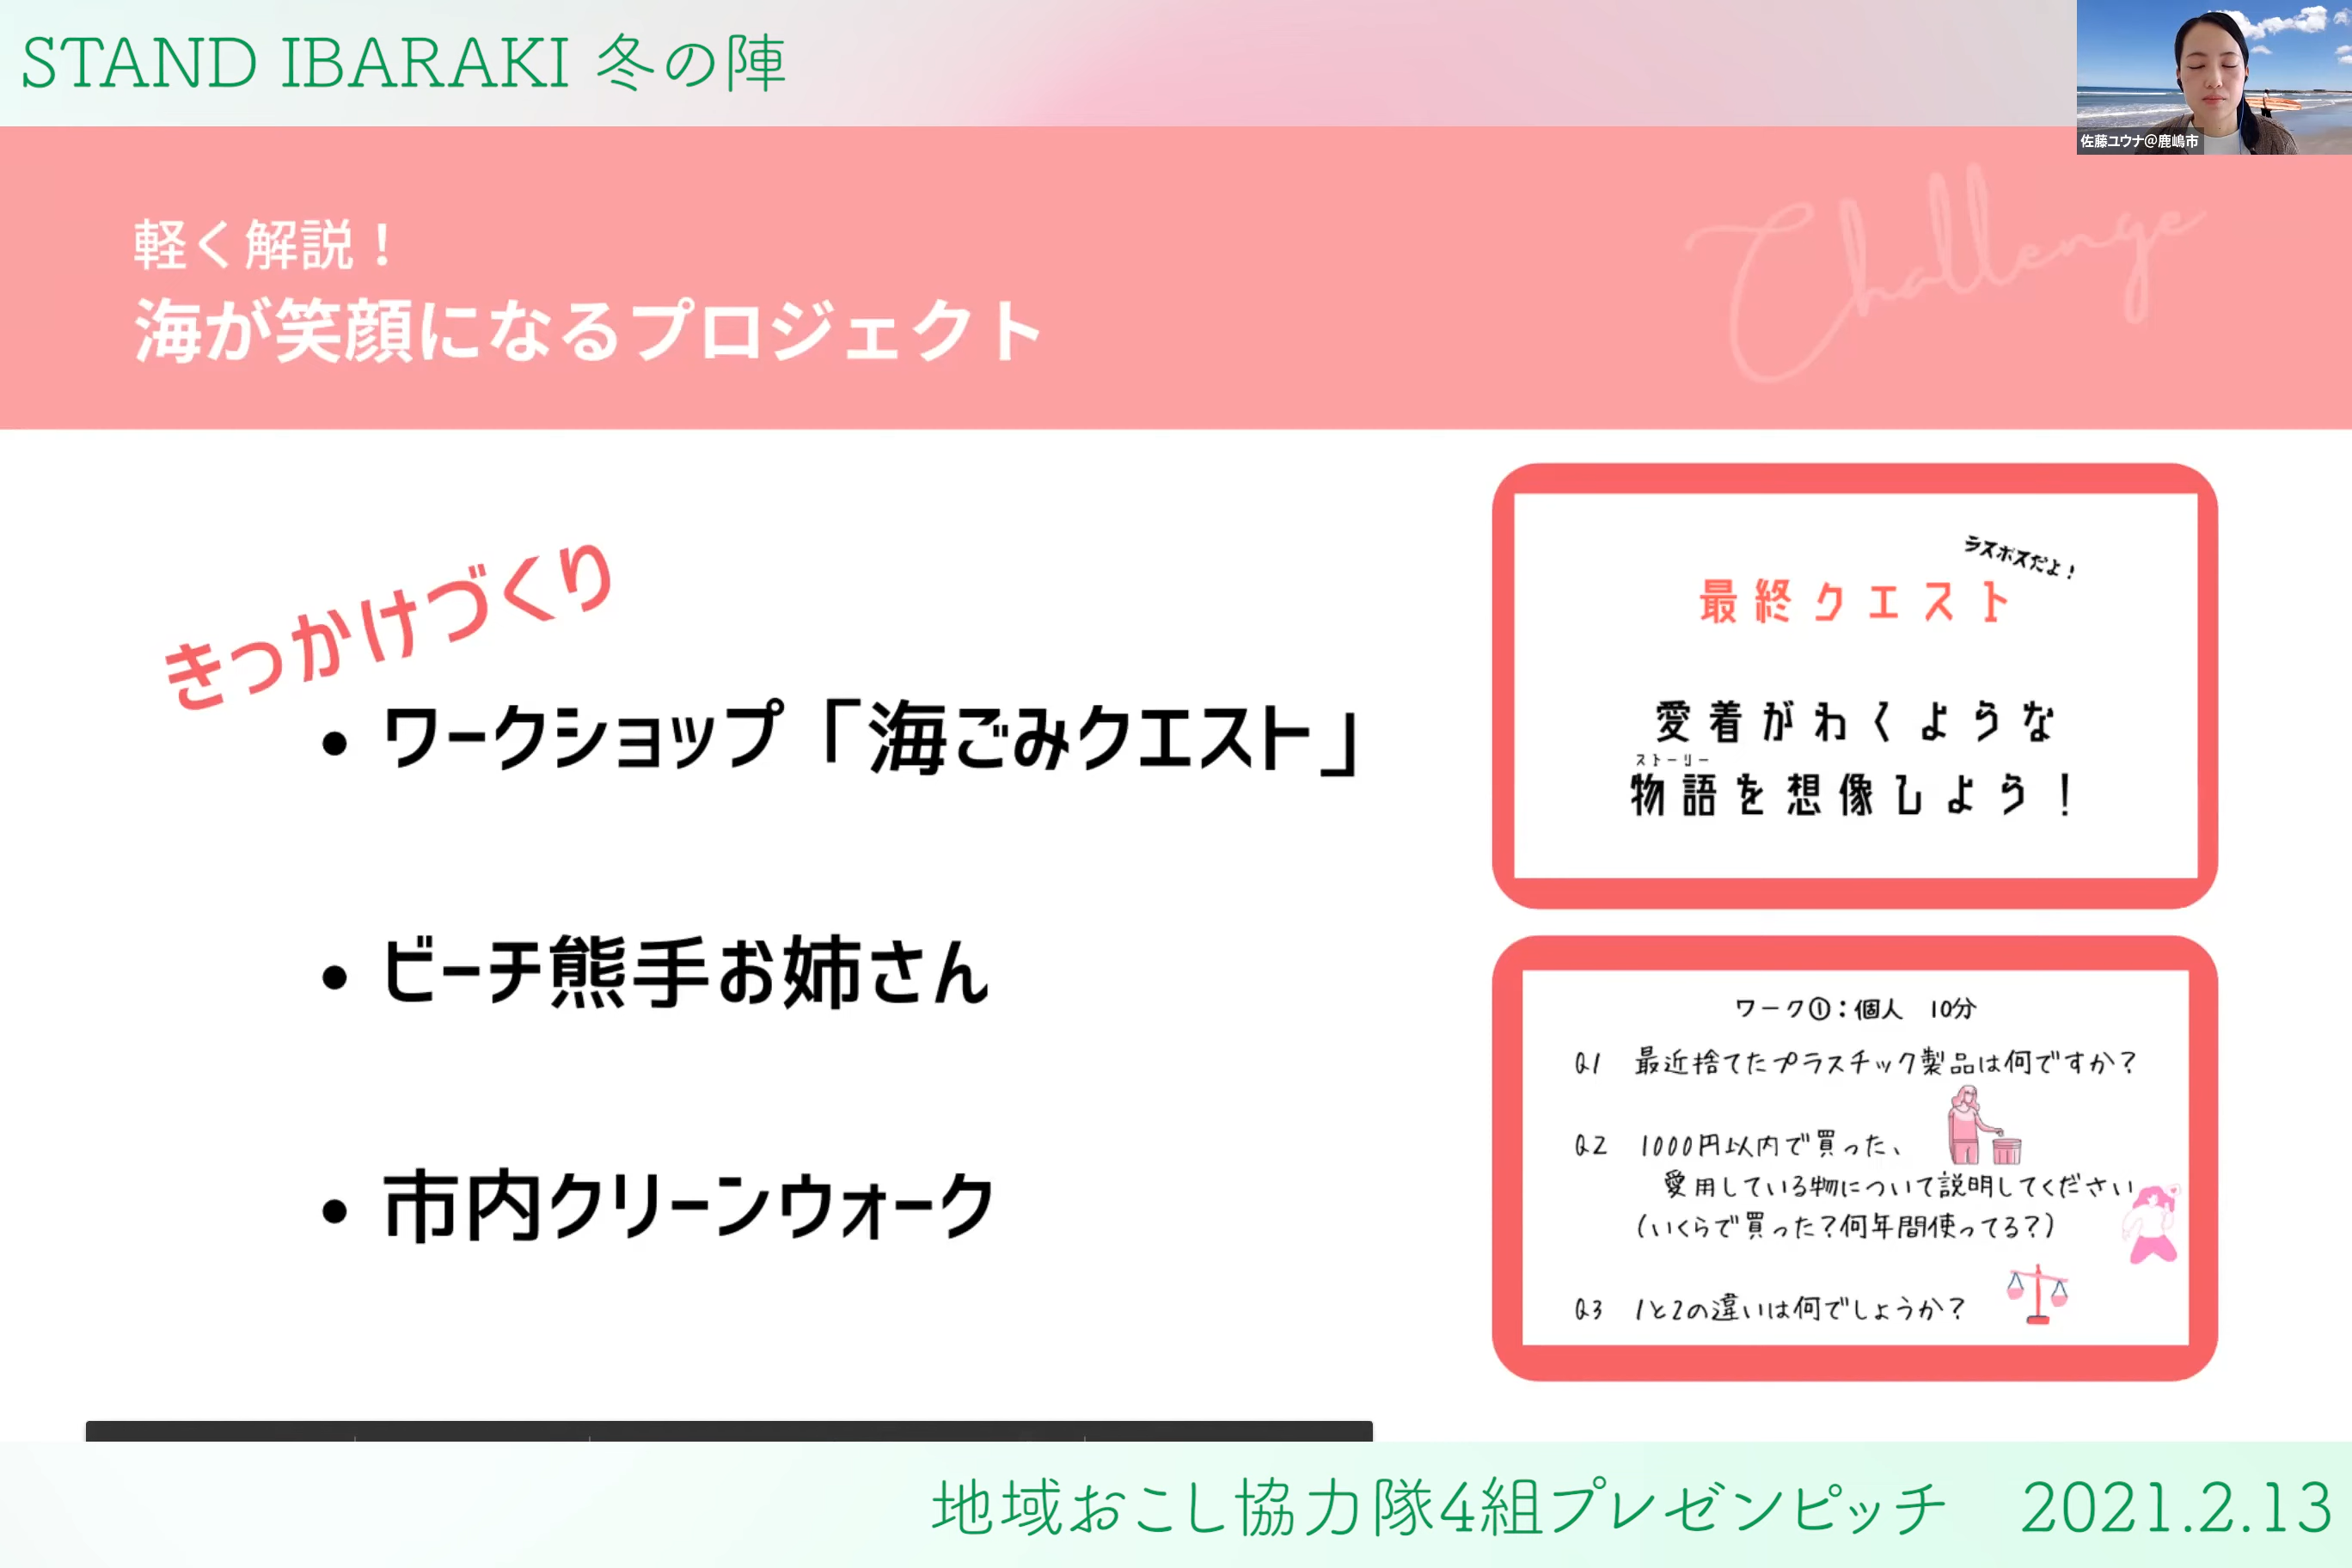 STAND IBARAKI 冬の陣
佐藤ユウナ@鹿嶋市
軽く解説！
海が笑顔になるプロジェクト
Challenge
きっかけづくり
• ワークショップ「海ごみクエスト」
• ビーチ熊手お姉さん
• 市内クリーンウォーク
ラスボスだよ！
最終クエスト
愛着がわくような
ストーリー
物語を想像しよう！
ワーク①：個人　10分
Q1　最近捨てたプラスチック製品は何ですか？
Q2　1000円以内で買った、
愛用している物について説明してください
（いくらで買った？何年間使ってる？）
Q3　1と2の違いは何でしょうか？
地域おこし協力隊4組プレゼンピッチ　2021.2.13